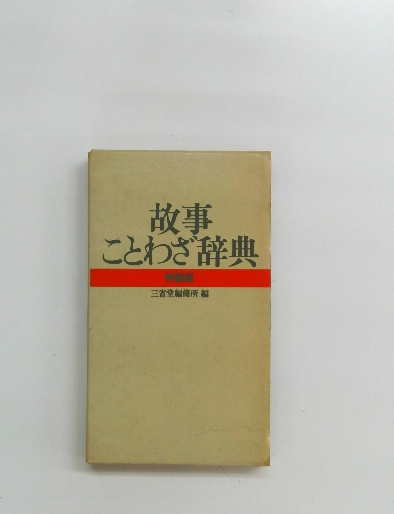 故事
ことわざ辞典
三省堂編修所 編